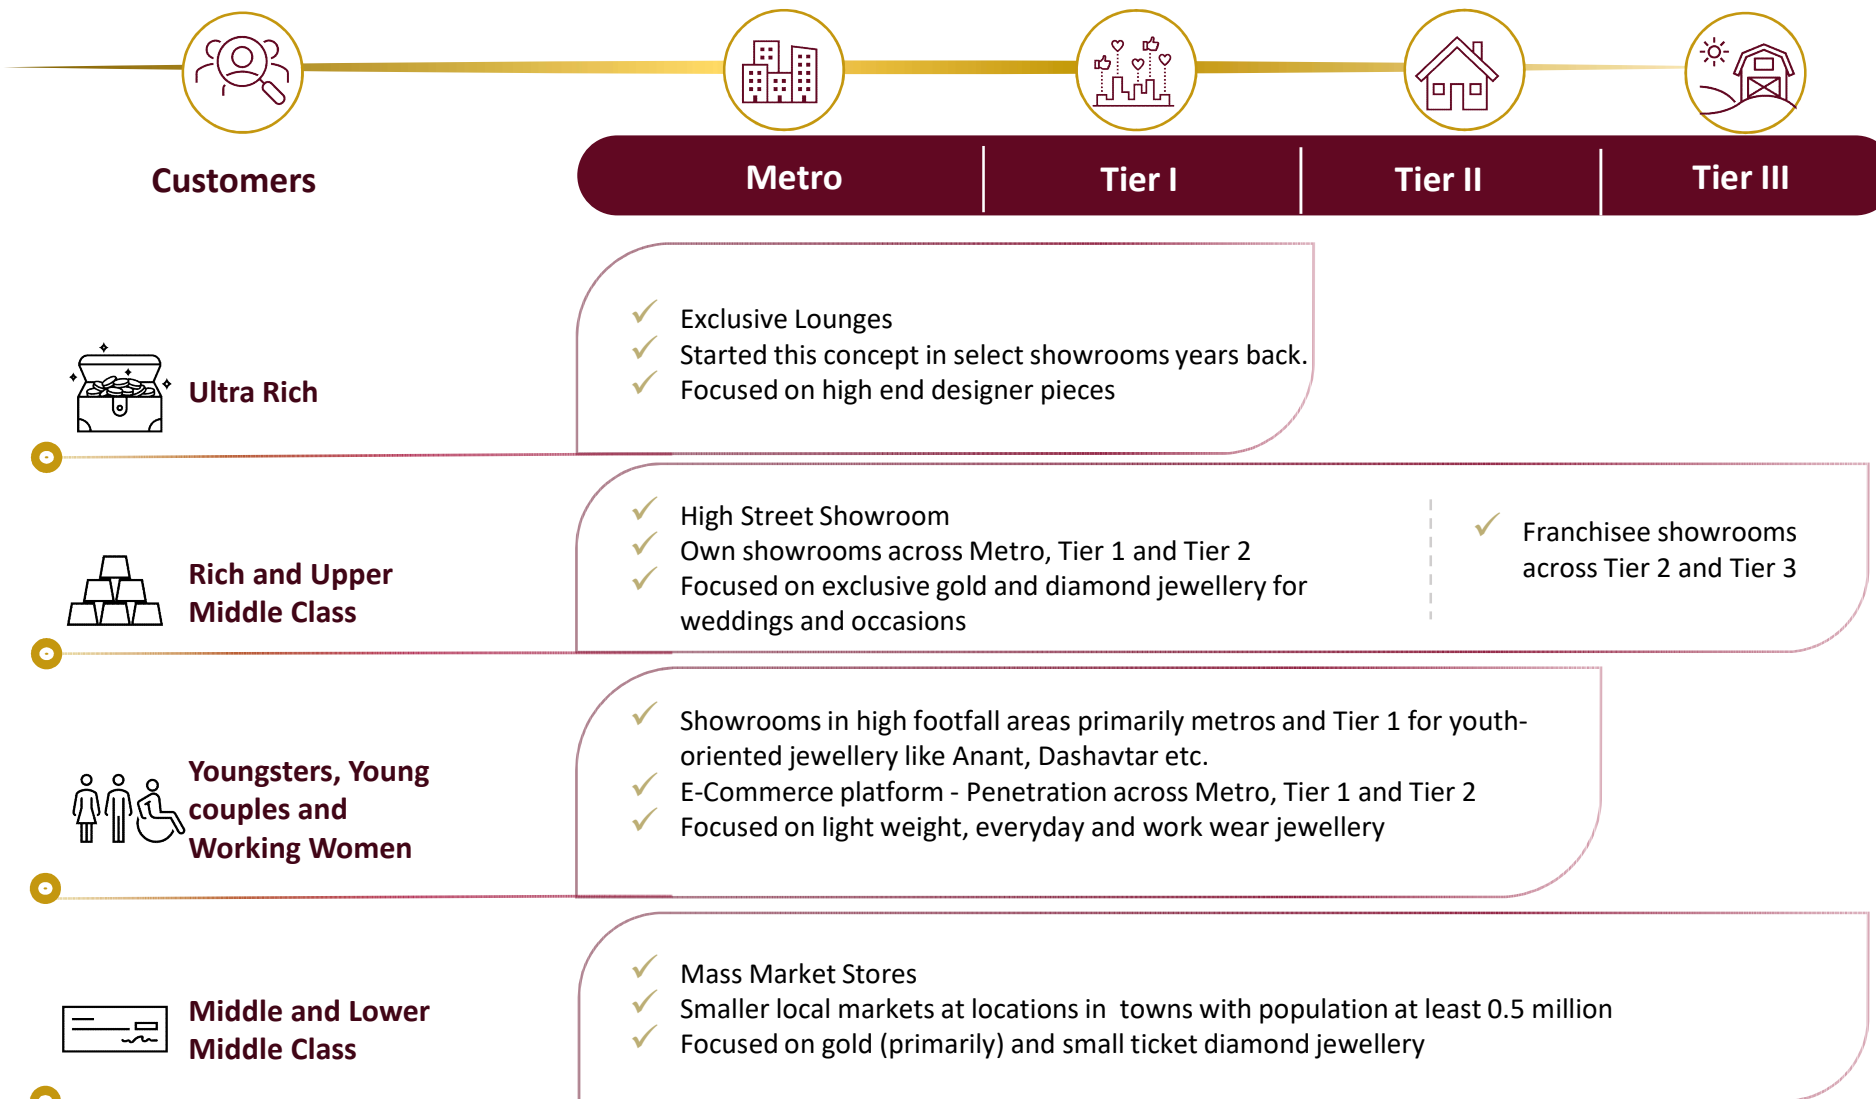 Customers
Metro
Tier I
Tier II
Tier III
Ultra Rich
Exclusive Lounges
Started this concept in select showrooms years back.
Focused on high end designer pieces
Rich and Upper
Middle Class
High Street Showroom
Own showrooms across Metro, Tier 1 and Tier 2
Focused on exclusive gold and diamond jewellery for
weddings and occasions
Franchisee showrooms
across Tier 2 and Tier 3
Youngsters, Young
couples and
Working Women
Showrooms in high footfall areas primarily metros and Tier 1 for youth-
oriented jewellery like Anant, Dashavtar etc.
E-Commerce platform - Penetration across Metro, Tier 1 and Tier 2
Focused on light weight, everyday and work wear jewellery
Middle and Lower
Middle Class
Mass Market Stores
Smaller local markets at locations in  towns with population at least 0.5 million
Focused on gold (primarily) and small ticket diamond jewellery